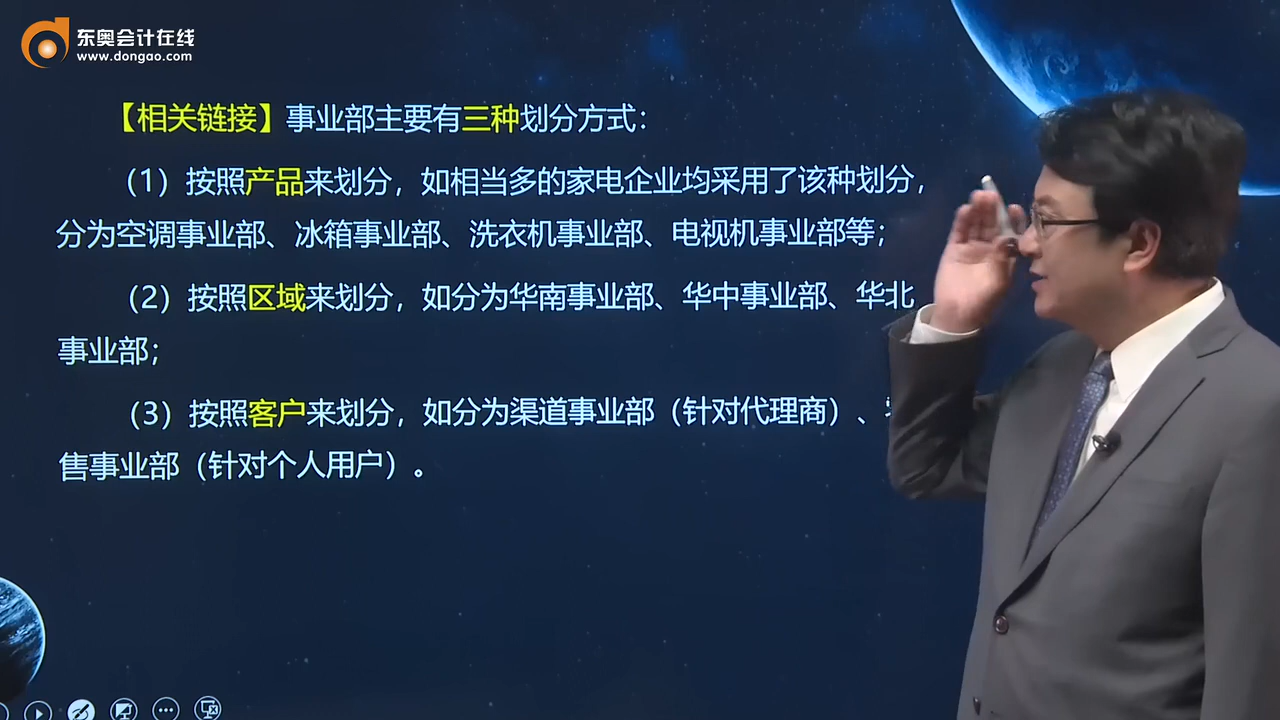 东奥会计在线
www.dongao.com
【相关链接】事业部主要有三种划分方式：
（1）按照产品来划分，如相当多的家电企业均采用了该种划分，
分为空调事业部、冰箱事业部、洗衣机事业部、电视机事业部等；
（2）按照区域来划分，如分为华南事业部、华中事业部、华北
事业部；
（3）按照客户来划分，如分为渠道事业部（针对代理商）、
售事业部（针对个人用户）。